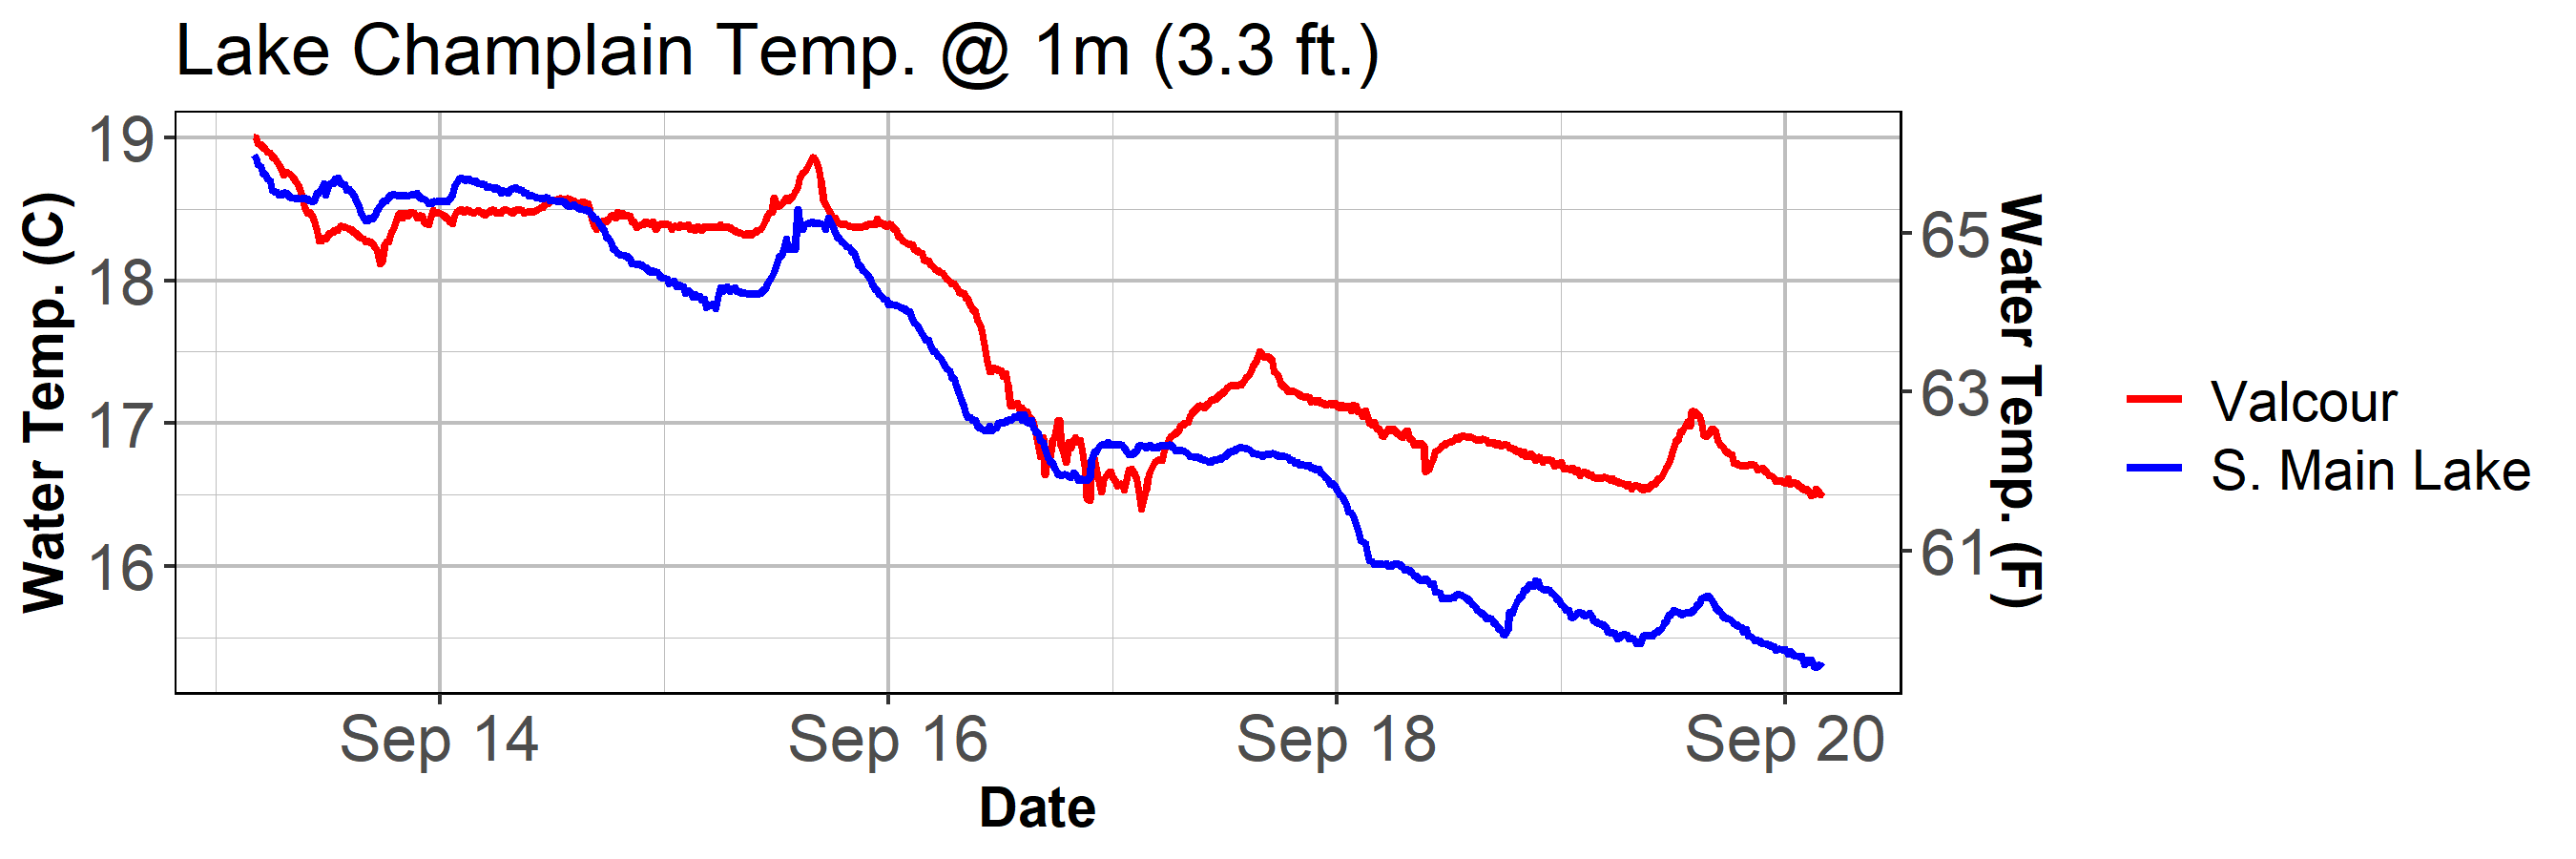 Lake Champlain Temp. @ 1m (3.3 ft.)
Water Temp. (C)
19
18
17
16
Water Temp. (F)
65
63
61
Sep 14
Sep 16
Sep 18
Sep 20
Date
Valcour
S. Main Lake